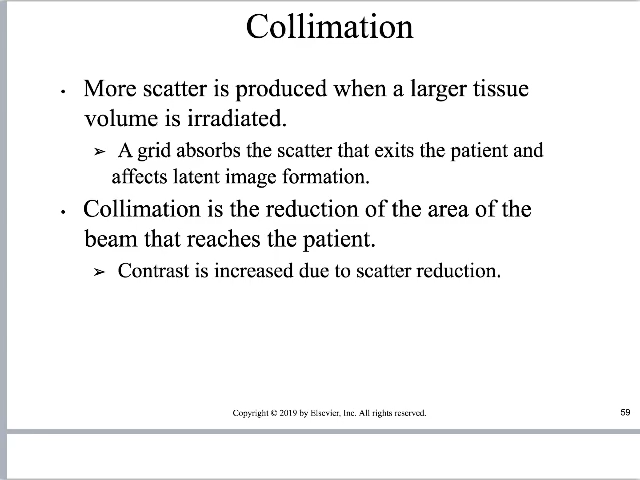 Collimation
• More scatter is produced when a larger tissue
volume is irradiated.
➢ A grid absorbs the scatter that exits the patient and
affects latent image formation.
• Collimation is the reduction of the area of the
beam that reaches the patient.
➢ Contrast is increased due to scatter reduction.
Copyright © 2019 by Elsevier, Inc. All rights reserved.
59